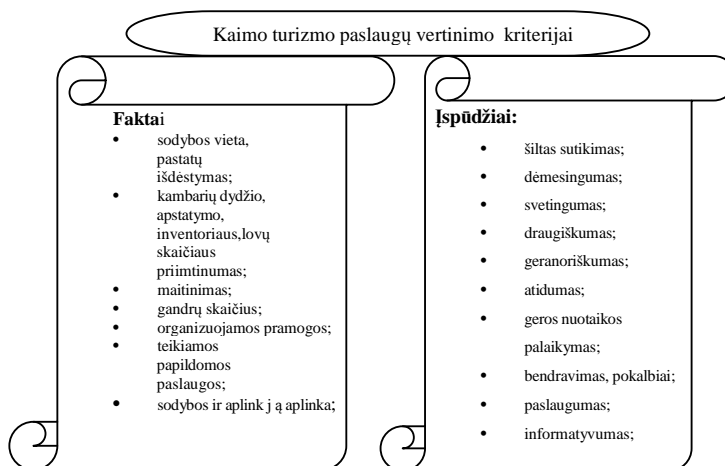 Kaimo turizmo paslaugų vertinimo kriterijai
Faktai
• sodybos vieta,
pastatų
išdėstymas;
• kambarių dydžio,
apstatymo,
inventoriaus,lovų
skaičiaus
priimtinumas;
• maitinimas;
• gandrų skaičius;
• organizuojamos pramogos;
• teikiamos
papildomos
paslaugos;
• sodybos ir aplink j ą aplinka;
Įspūdžiai:
• šiltas sutikimas;
• dėmesingumas;
• svetingumas;
• draugiškumas;
• geranoriškumas;
• atidumas;
• geros nuotaikos
palaikymas;
• bendravimas, pokalbiai;
• paslaugumas;
• informatyvumas;